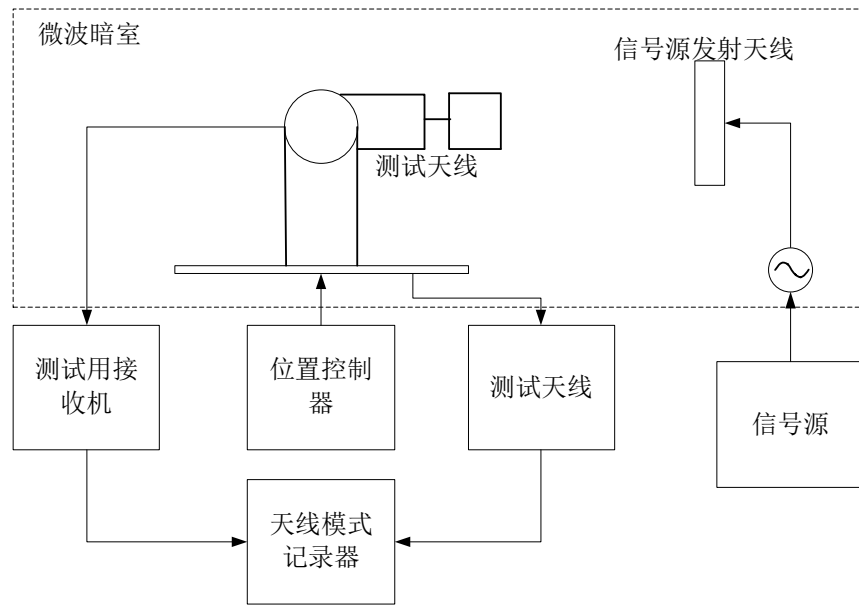 微波暗室
信号源发射天线
测试天线
测试用接
收机
位置控制
器
测试天线
信号源
天线模式
记录器